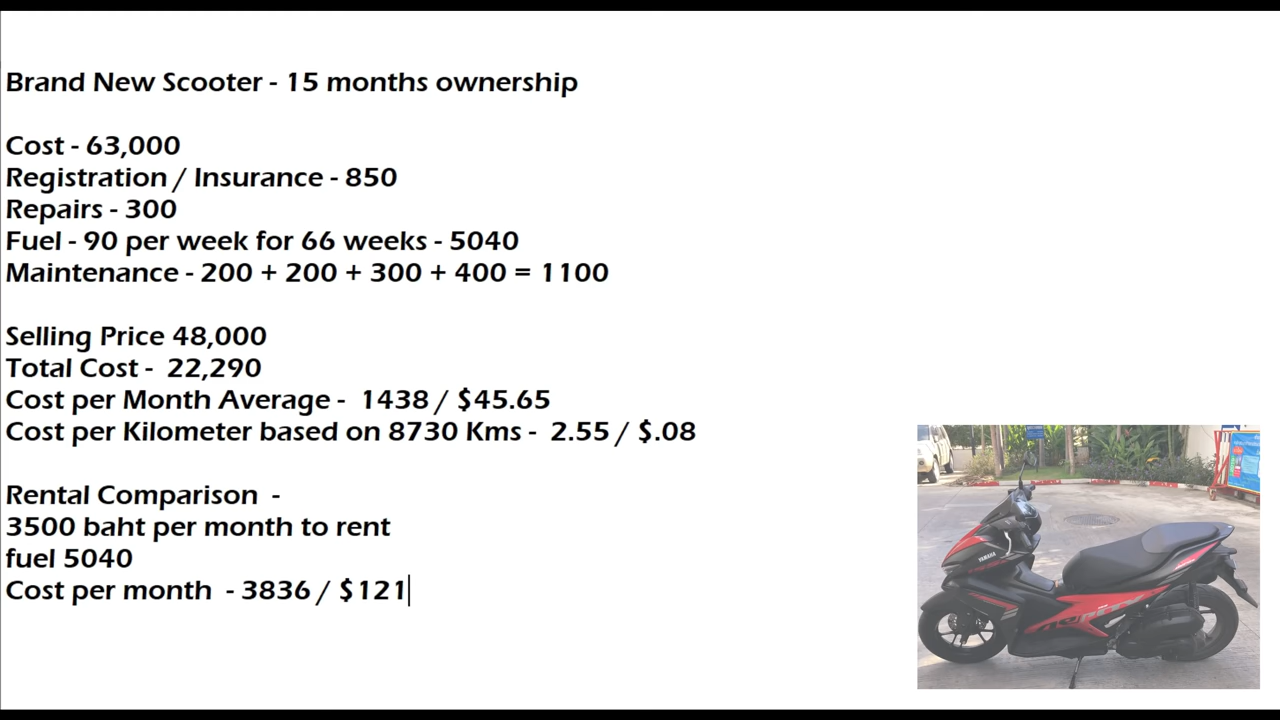 Brand New Scooter - 15 months ownership
Cost - 63,000
Registration / Insurance - 850
Repairs - 300
Fuel - 90 per week for 66 weeks - 5040
Maintenance - 200 + 200 + 300 + 400 = 1100
Selling Price 48,000
Total Cost -  22,290
Cost per Month Average -  1438 / $45.65
Cost per Kilometer based on 8730 Kms -  2.55 / $.08
Rental Comparison  -
3500 baht per month to rent
fuel 5040
Cost per month  - 3836 / $121
YAMAHA